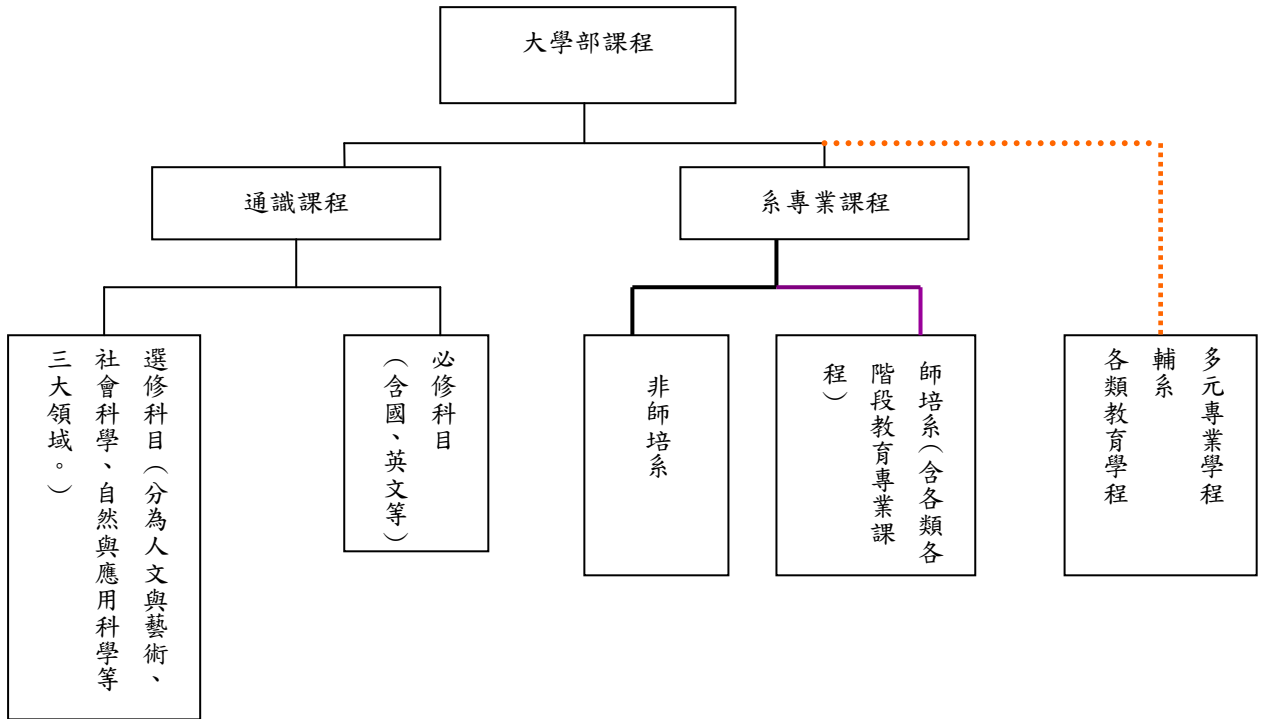 大學部課程
通識課程
系專業課程
選修科目（分為人文與藝術、
社會科學、自然與應用科學等
三大領域。）
必修科目
（含國、英文等）
非師培系
師培系（含各類各
階段教育專業課
程）
多元專業學程
輔系
各類教育學程